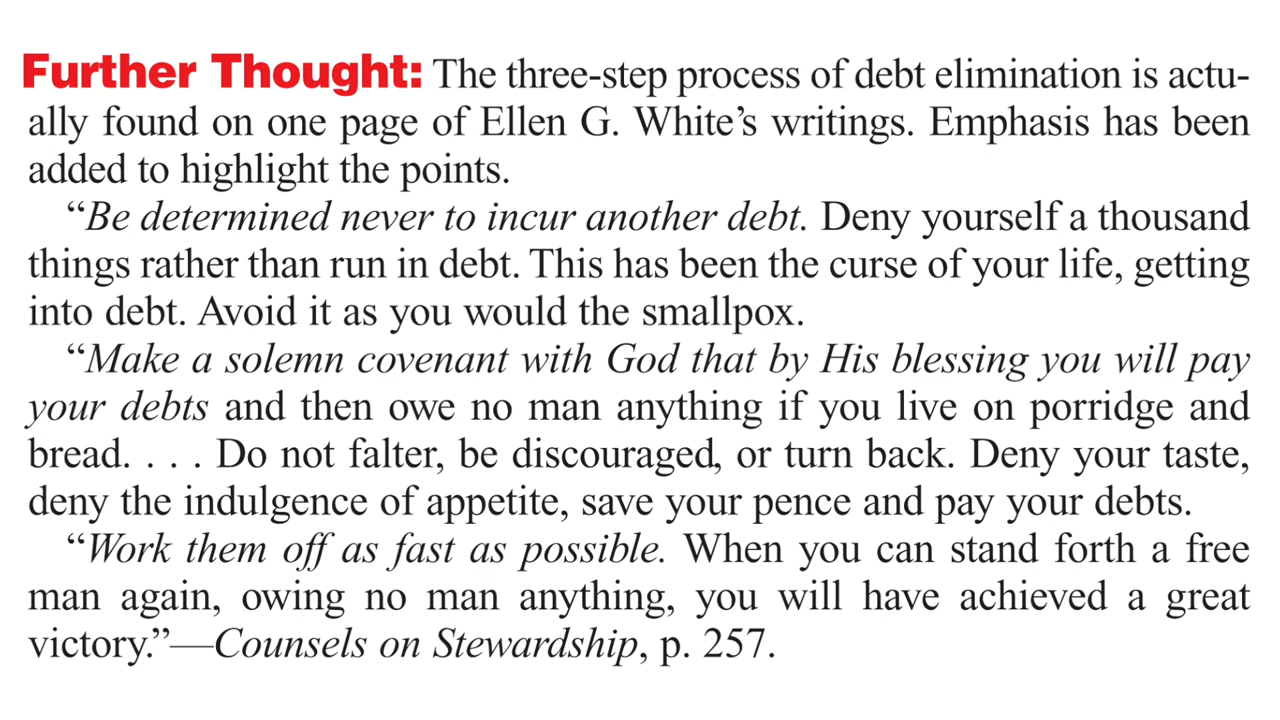 Further Thought: The three-step process of debt elimination is actu-
ally found on one page of Ellen G. White’s writings. Emphasis has been
added to highlight the points.
“Be determined never to incur another debt. Deny yourself a thousand
things rather than run in debt. This has been the curse of your life, getting
into debt. Avoid it as you would the smallpox.
“Make a solemn covenant with God that by His blessing you will pay
your debts and then owe no man anything if you live on porridge and
bread. . . . Do not falter, be discouraged, or turn back. Deny your taste,
deny the indulgence of appetite, save your pence and pay your debts.
“Work them off as fast as possible. When you can stand forth a free
man again, owing no man anything, you will have achieved a great
victory.”—Counsels on Stewardship, p. 257.